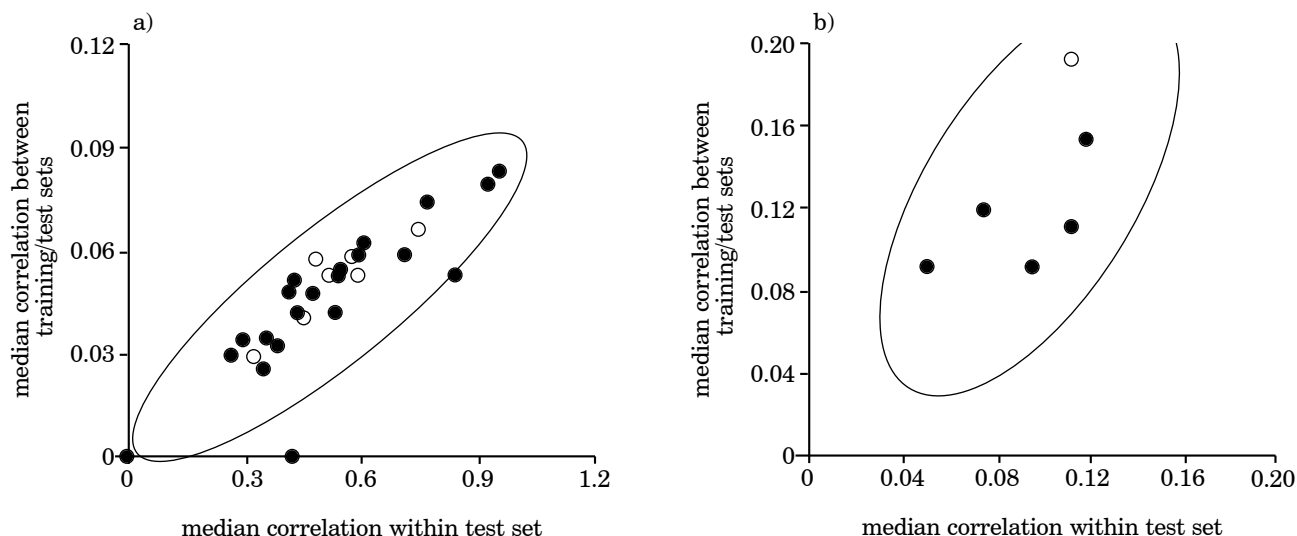 a)
0.12
0.09
0.06
0.03
0
0
0.3
0.6
0.9
1.2
median correlation between
training/test sets
median correlation within test set
b)
0.20
0.16
0.12
0.08
0.04
0
0
0.04
0.08
0.12
0.16
0.20
median correlation between
training/test sets
median correlation within test set